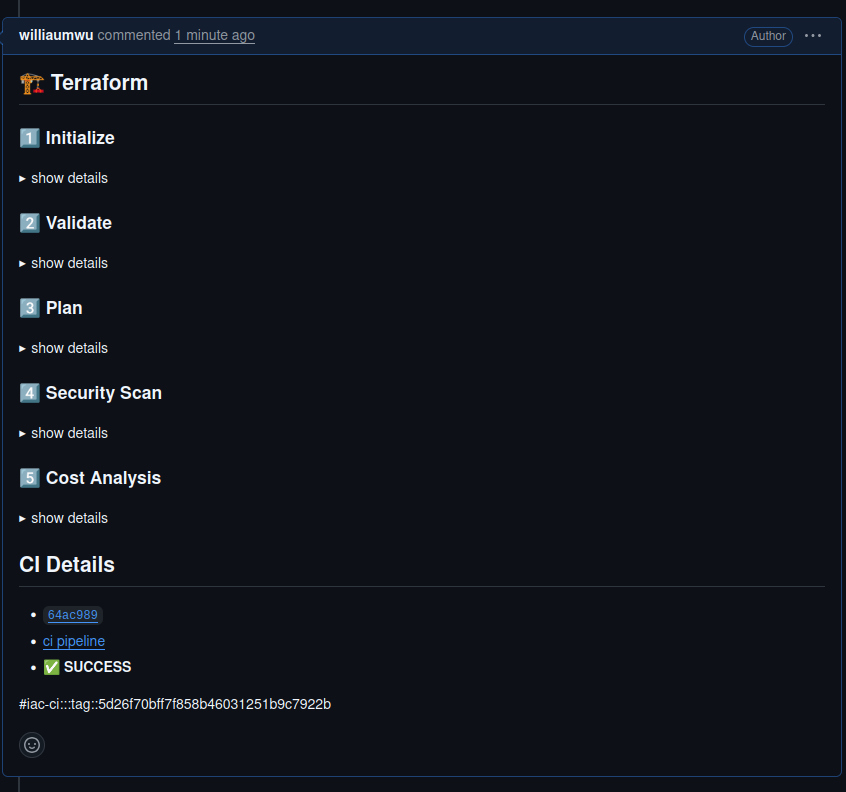 williaumwu commented 1 minute ago Author
🏗️ Terraform
1️⃣ Initialize
▸ show details
2️⃣ Validate
▸ show details
3️⃣ Plan
▸ show details
4️⃣ Security Scan
▸ show details
5️⃣ Cost Analysis
▸ show details
CI Details
• 64ac989
• ci pipeline
• ✅ SUCCESS
#iac-ci:::tag::5d26f70bff7f858b46031251b9c7922b